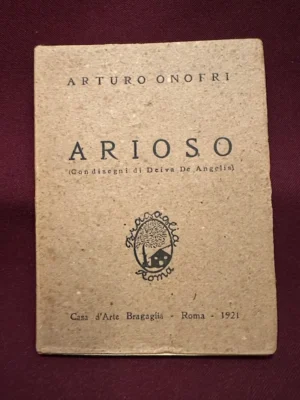 ARTURO ONOFRI
ARIOSO
(Con disegni di Deiva De Angelis)
Bragaglia
Roma
Casa d'Arte Bragaglia - Roma - 1921